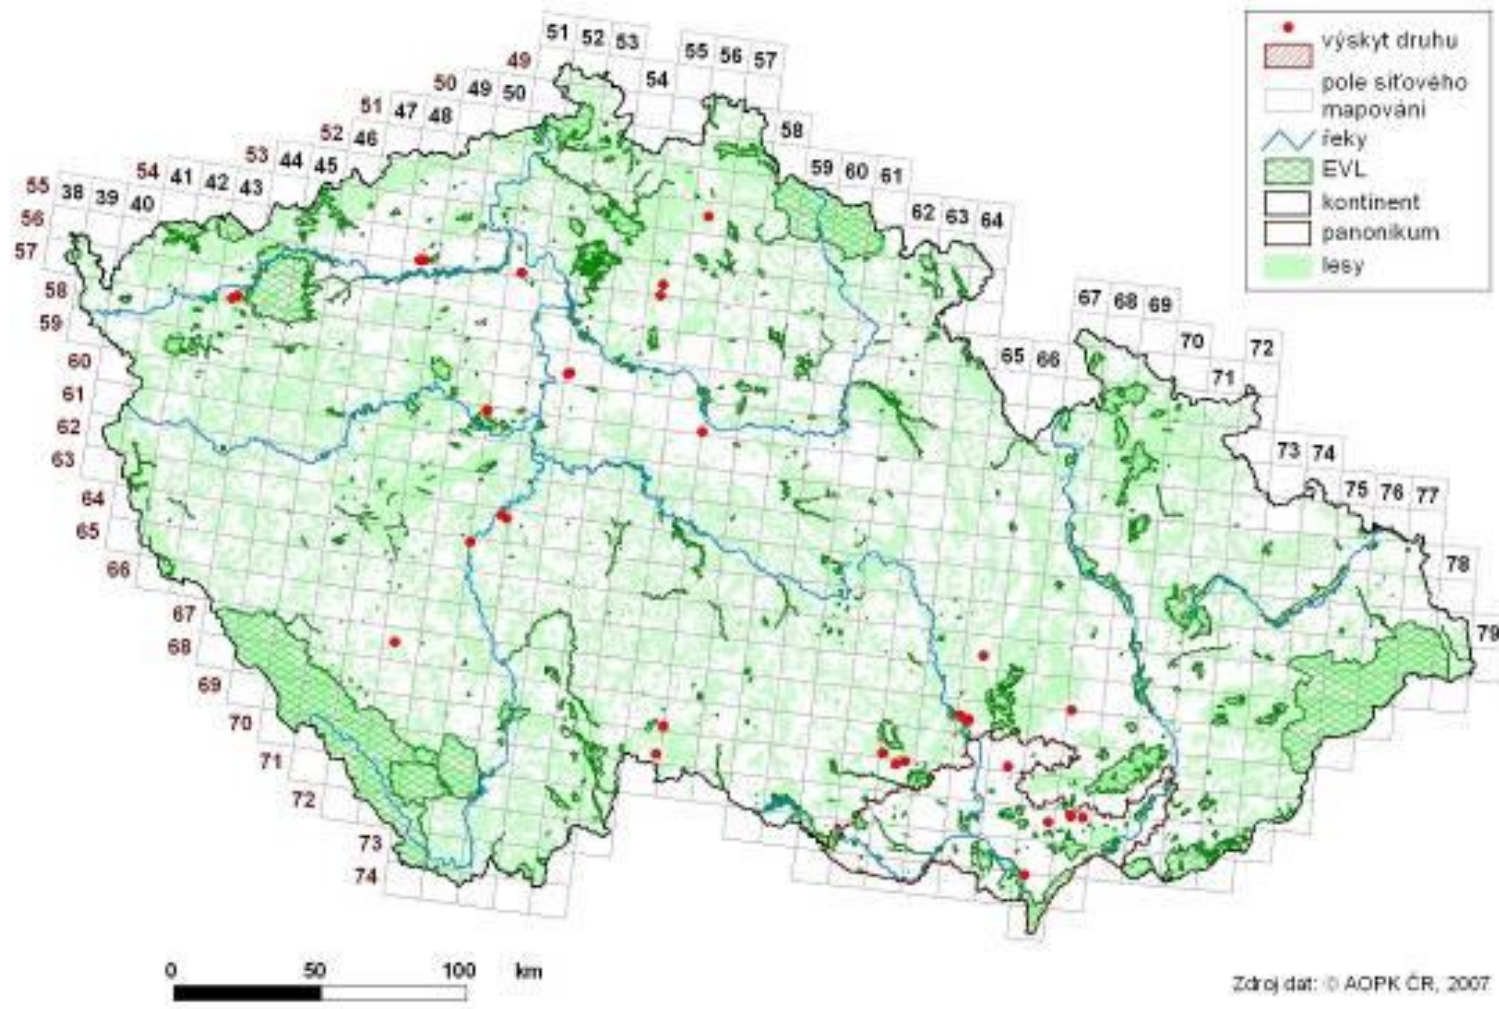 51 52 53
55 56 57
49
54
50 49 50
51 47 48
58
52 46
53 44 45
59 60 61
54 41 42 43
55 38 39 40
62 63 64
56
57
58
59
60
61
62
63
64
65
66
67
68
69
70
71
72
73
74
67 68 69
70
72
65 66
71
73 74
75 76 77
78
79
výskyt druhu
pole síťového
mapování
řeky
EVL
kontinent
panonikum
lesy
0 50 100 km
Zdroj dat: © AOPK ČR, 2007